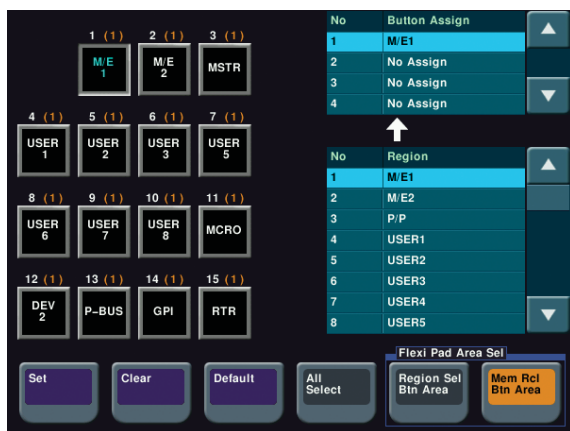 1 (1) 2 (1) 3 (1)
M/E
1
M/E
2
MSTR
4 (1) 5 (1) 6 (1) 7 (1)
USER
1
USER
2
USER
3
USER
5
8 (1) 9 (1) 10 (1) 11 (1)
USER
6
USER
7
USER
8
MCRO
12 (1) 13 (1) 14 (1) 15 (1)
DEV
2
P-BUS
GPI
RTR
No Button Assign
1 M/E1
2 No Assign
3 No Assign
4 No Assign
No Region
1 M/E1
2 M/E2
3 P/P
4 USER1
5 USER2
6 USER3
7 USER4
8 USER5
Flexi Pad Area Sel
Set
Clear
Default
All
Select
Region Sel
Btn Area
Mem Rcl
Btn Area